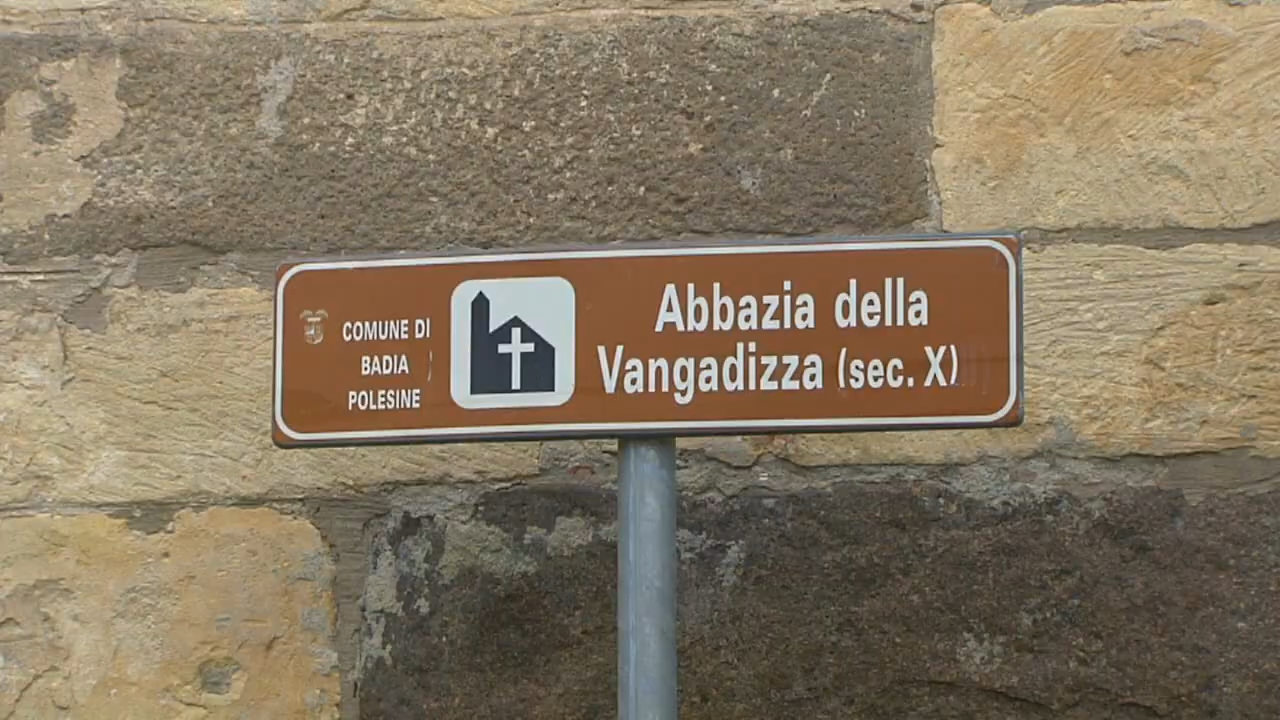 COMUNE DI
BADIA
POLESINE
Abbazia della
Vangadizza (sec. X)